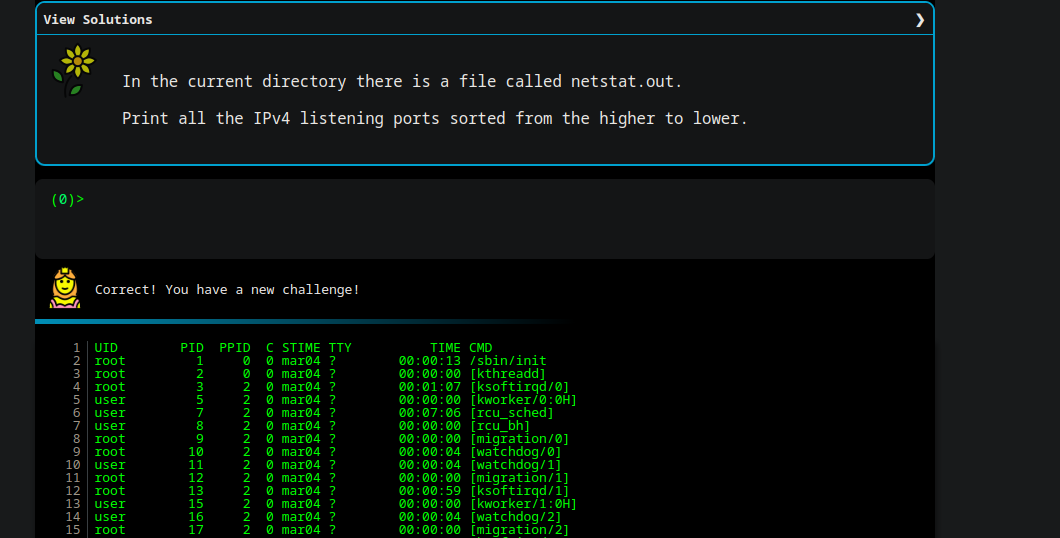 View Solutions ❯
In the current directory there is a file called netstat.out.
Print all the IPv4 listening ports sorted from the higher to lower.
(0)>
Correct! You have a new challenge!
1 UID PID PPID C STIME TTY TIME CMD
2 root 1 0 0 mar04 ? 00:00:13 /sbin/init
3 root 2 0 0 mar04 ? 00:00:00 [kthreadd]
4 root 3 2 0 mar04 ? 00:01:07 [ksoftirqd/0]
5 user 5 2 0 mar04 ? 00:00:00 [kworker/0:0H]
6 user 7 2 0 mar04 ? 00:07:06 [rcu_sched]
7 user 8 2 0 mar04 ? 00:00:00 [rcu_bh]
8 root 9 2 0 mar04 ? 00:00:00 [migration/0]
9 root 10 2 0 mar04 ? 00:00:04 [watchdog/0]
10 user 11 2 0 mar04 ? 00:00:04 [watchdog/1]
11 root 12 2 0 mar04 ? 00:00:00 [migration/1]
12 root 13 2 0 mar04 ? 00:00:59 [ksoftirqd/1]
13 user 15 2 0 mar04 ? 00:00:00 [kworker/1:0H]
14 user 16 2 0 mar04 ? 00:00:04 [watchdog/2]
15 root 17 2 0 mar04 ? 00:00:00 [migration/2]